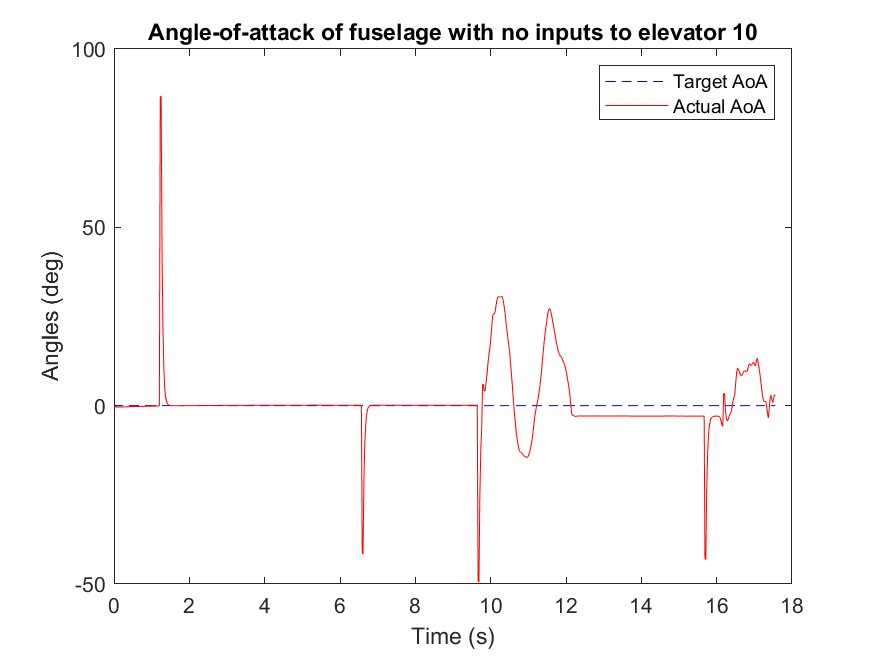 Angle-of-attack of fuselage with no inputs to elevator 10
100
50
0
-50
Angles (deg)
Target AoA
Actual AoA
0 2 4 6 8 10 12 14 16 18
Time (s)